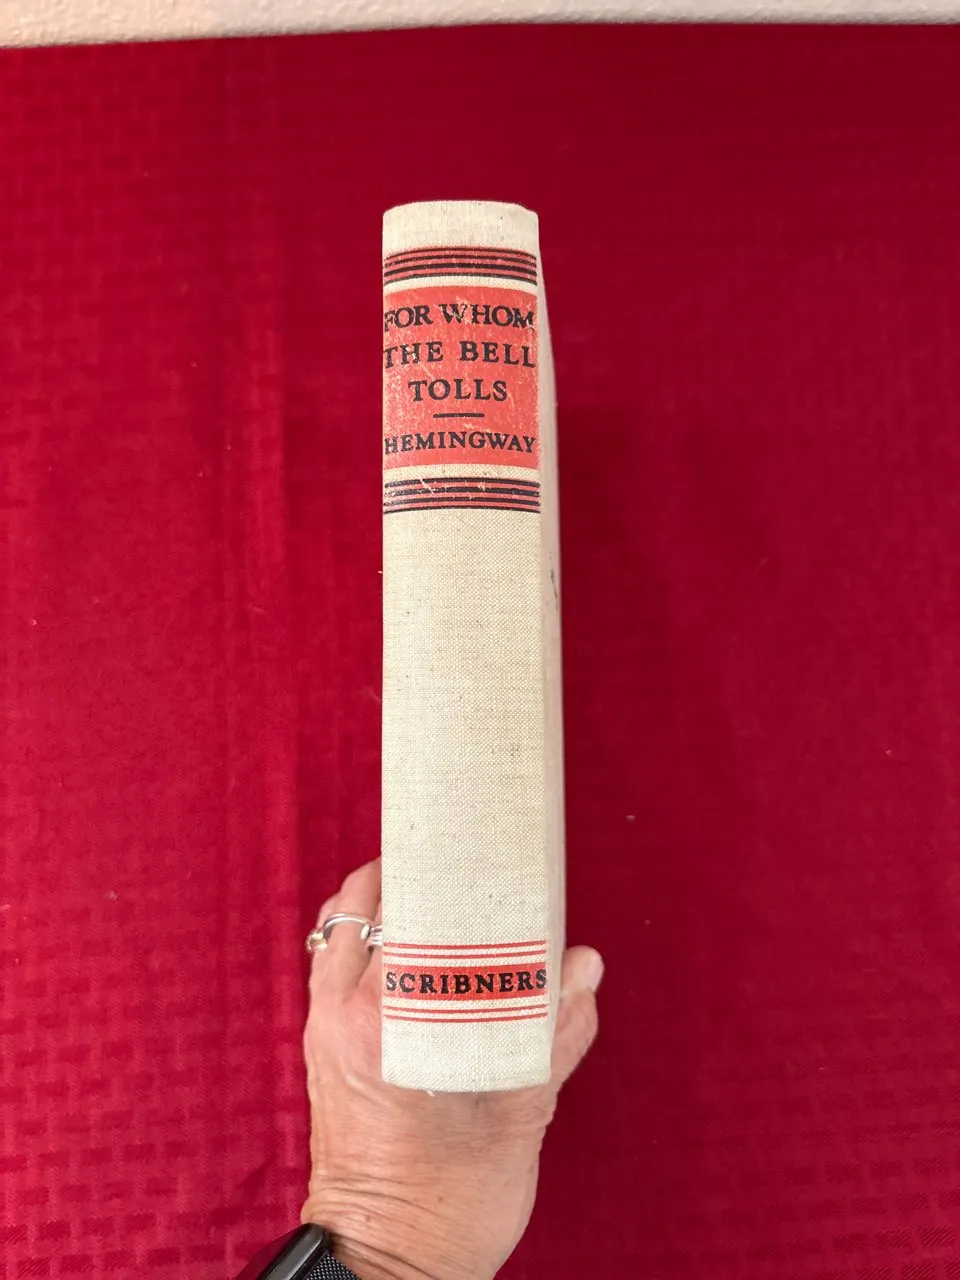 FOR WHOM
THE BELL
TOLLS
HEMINGWAY
SCRIBNERS